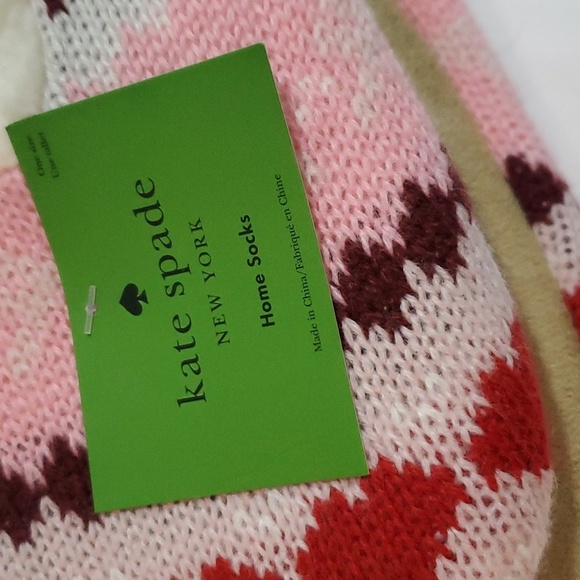 One size
Une taille
kate spade
NEW YORK
Home Socks
Made in China/Fabriqué en Chine